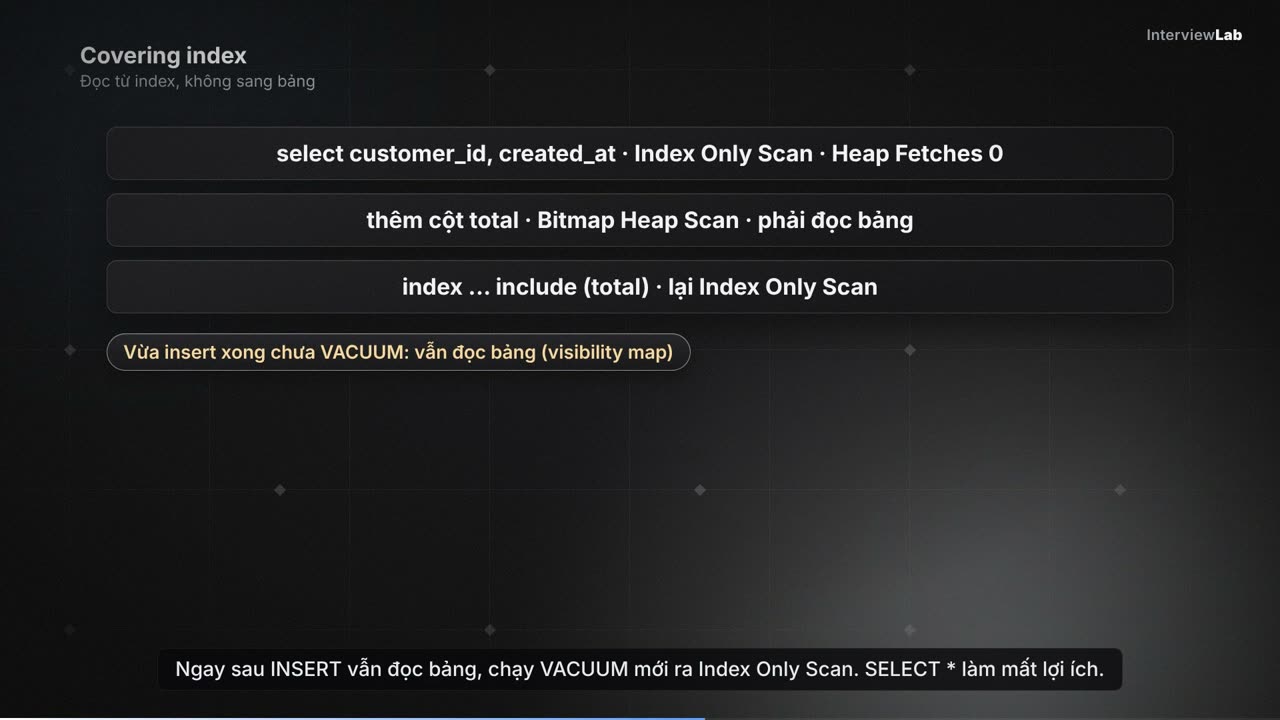 InterviewLab
Covering index
Đọc từ index, không sang bảng
select customer_id, created_at · Index Only Scan · Heap Fetches 0
thêm cột total · Bitmap Heap Scan · phải đọc bảng
index … include (total) · lại Index Only Scan
Vừa insert xong chưa VACUUM: vẫn đọc bảng (visibility map)
Ngay sau INSERT vẫn đọc bảng, chạy VACUUM mới ra Index Only Scan. SELECT * làm mất lợi ích.